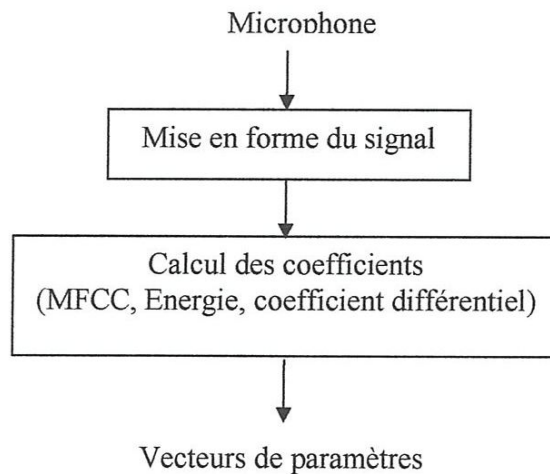 Microphone
Mise en forme du signal
Calcul des coefficients
(MFCC, Energie, coefficient différentiel)
Vecteurs de paramètres